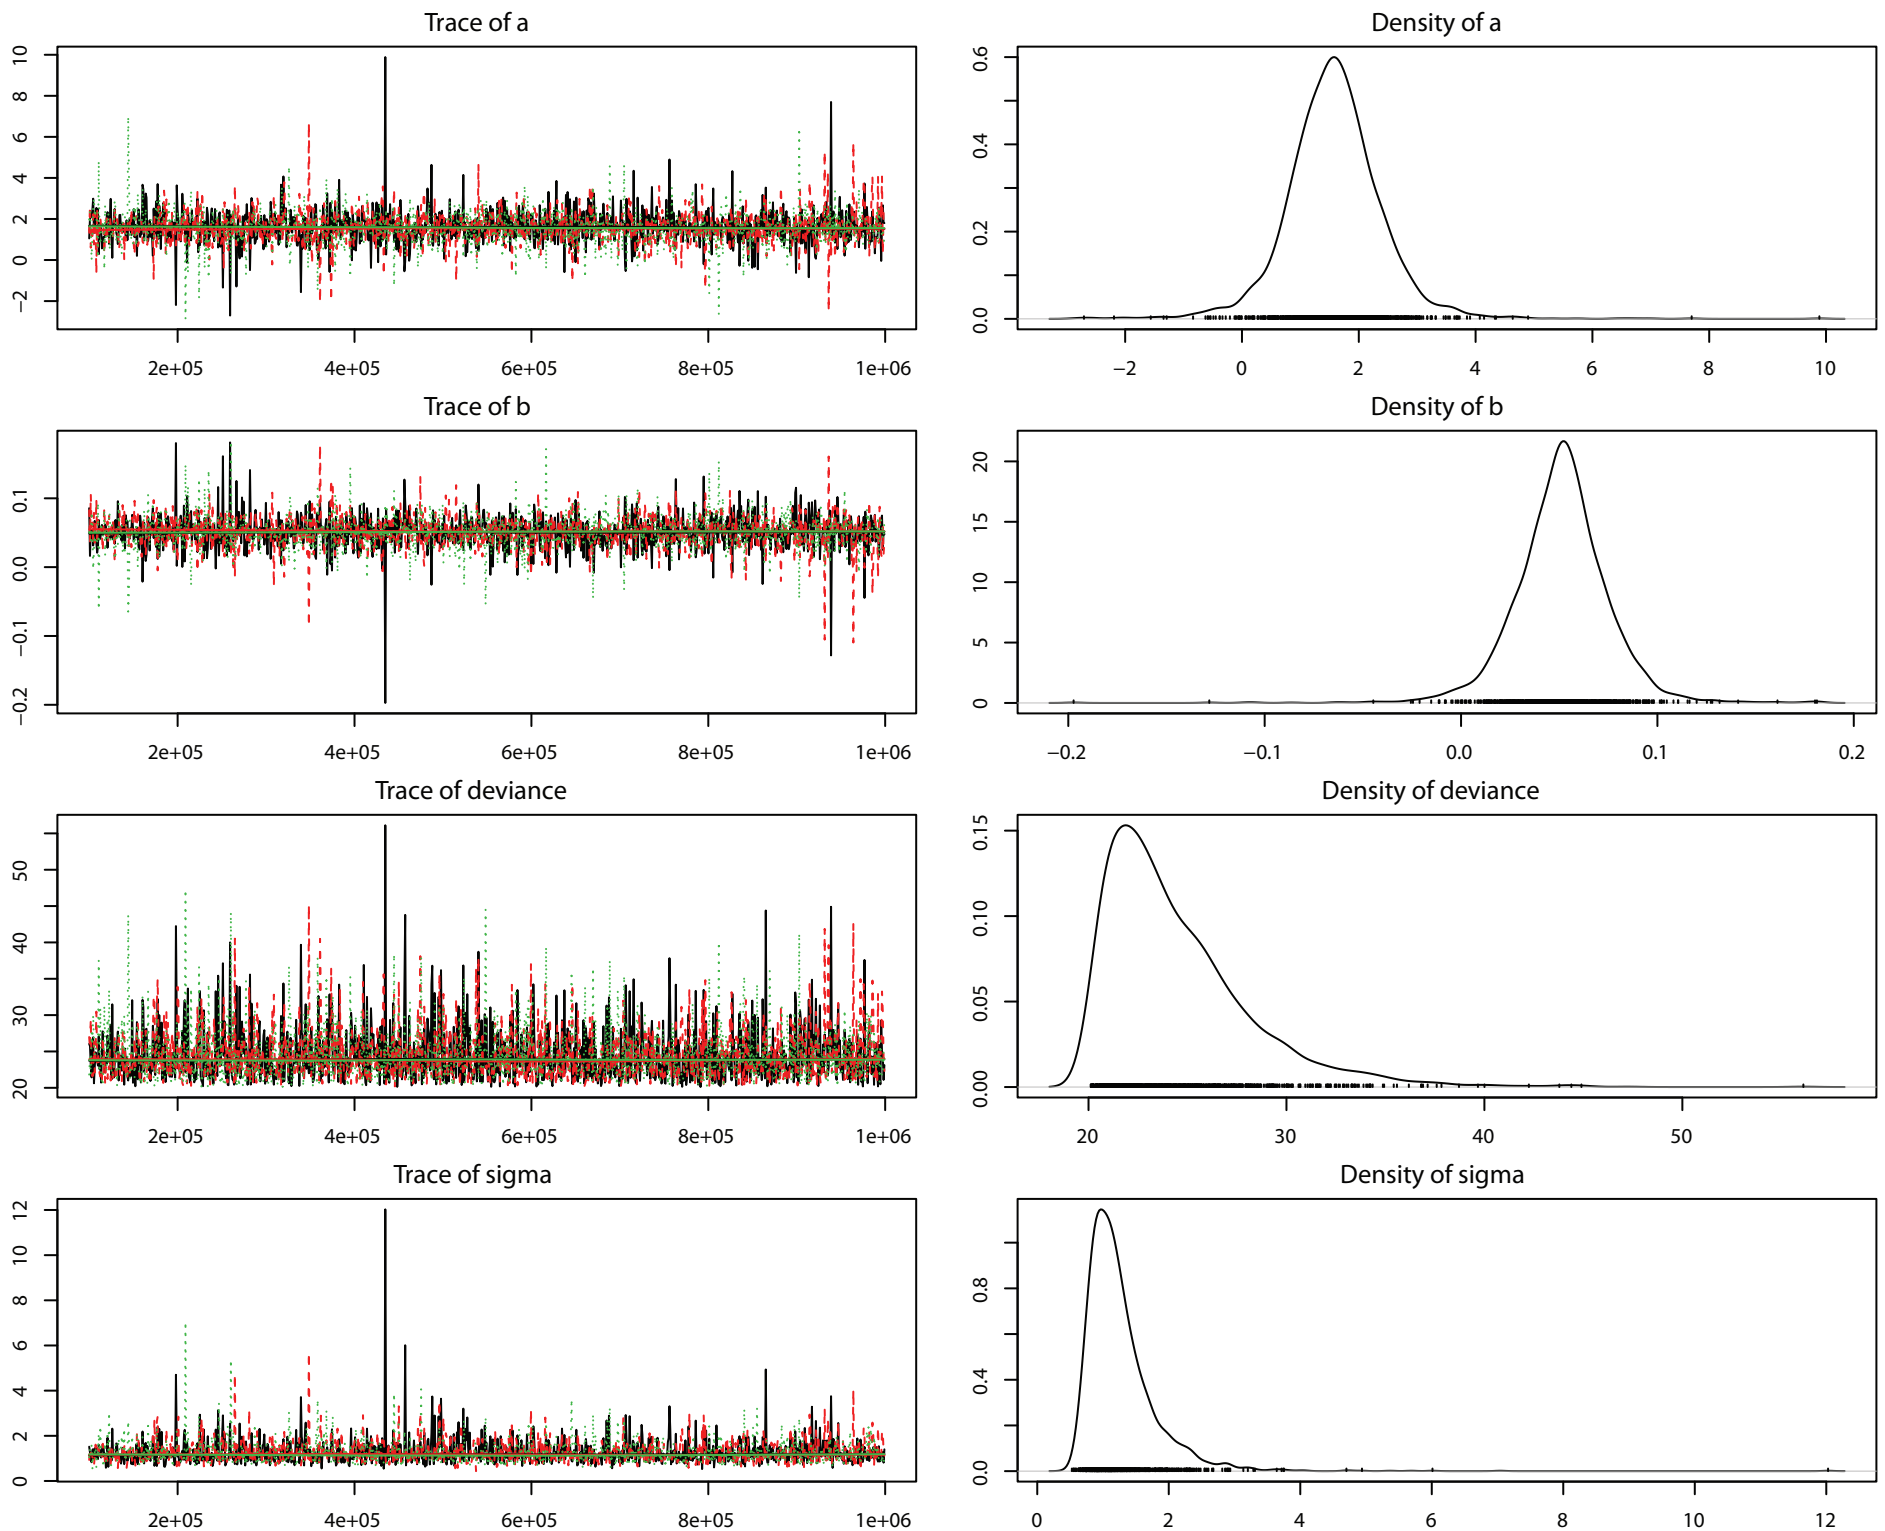 Trace of a
Density of a
10
8
6
4
2
0
−2
0.6
0.4
0.2
0.0
2e+05 4e+05 6e+05 8e+05 1e+06
−2 0 2 4 6 8 10
Trace of b
Density of b
0.1
0.0
−0.1
−0.2
20
15
10
5
0
2e+05 4e+05 6e+05 8e+05 1e+06
−0.2 −0.1 0.0 0.1 0.2
Trace of deviance
Density of deviance
50
40
30
20
0.15
0.10
0.05
0.00
2e+05 4e+05 6e+05 8e+05 1e+06
20 30 40 50
Trace of sigma
Density of sigma
12
10
8
6
4
2
0
0.8
0.4
0.0
2e+05 4e+05 6e+05 8e+05 1e+06
0 2 4 6 8 10 12